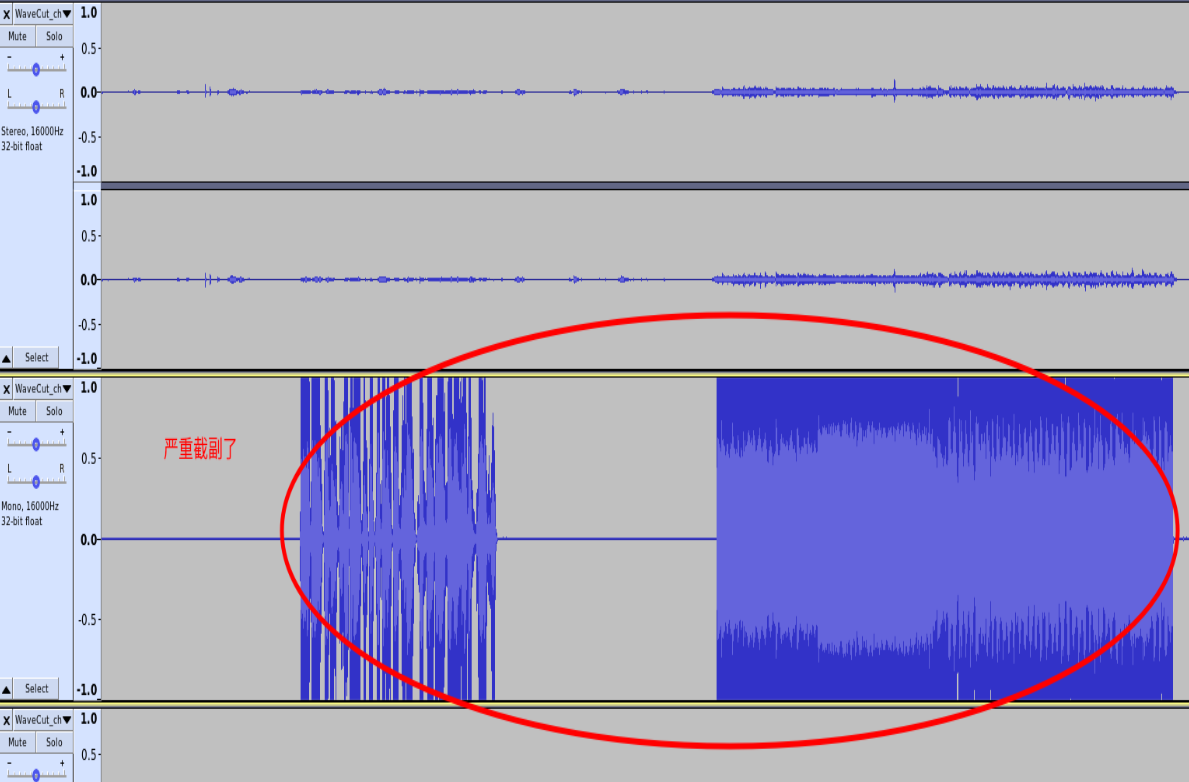 X WaveCut_ch▼
Mute Solo
- +
L R
Stereo, 16000Hz
32-bit float
▲ Select
1.0
0.5-
0.0-
-0.5-
-1.0
1.0
0.5-
0.0-
-0.5-
-1.0
X WaveCut_ch▼
Mute Solo
- +
L R
Mono, 16000Hz
32-bit float
▲ Select
1.0
0.5-
0.0-
-0.5-
-1.0
严重截副了
X WaveCut_ch▼
Mute Solo
- +
1.0
0.5-